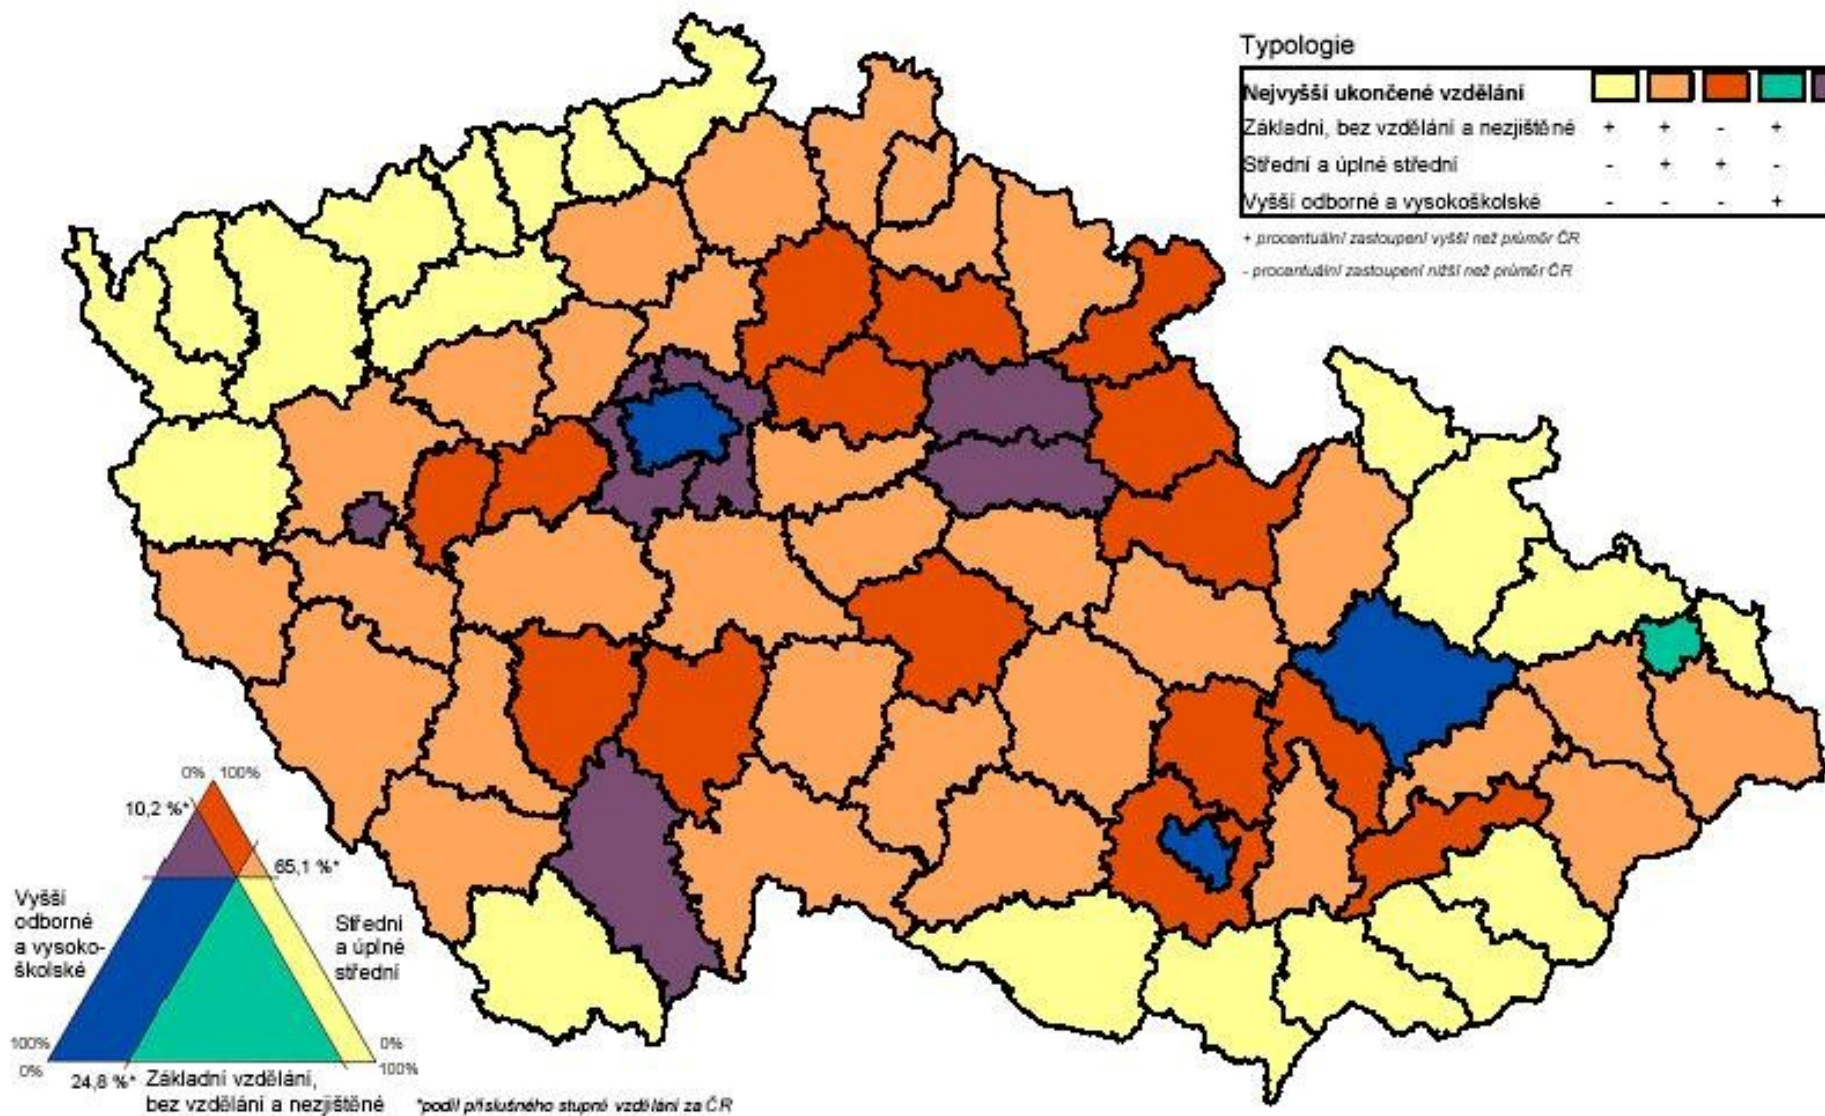 Typologie
Nejvyšší ukončené vzdělání
Základní, bez vzdělání a nezjištěné + + - +
Střední a úplné střední - + + -
Vyšší odborné a vysokoškolské - - - +
+ procentuální zastoupení vyšší než průměr ČR
- procentuální zastoupení nižší než průměr ČR
0% 100%
10,2 %*
65,1 %*
Vyšší
odborné
a vysoko-
školské
Střední
a úplné
střední
100%
0%
0%
100%
24,8 %*
Základní vzdělání,
bez vzdělání a nezjištěné
*podíl příslušného stupně vzdělání za ČR